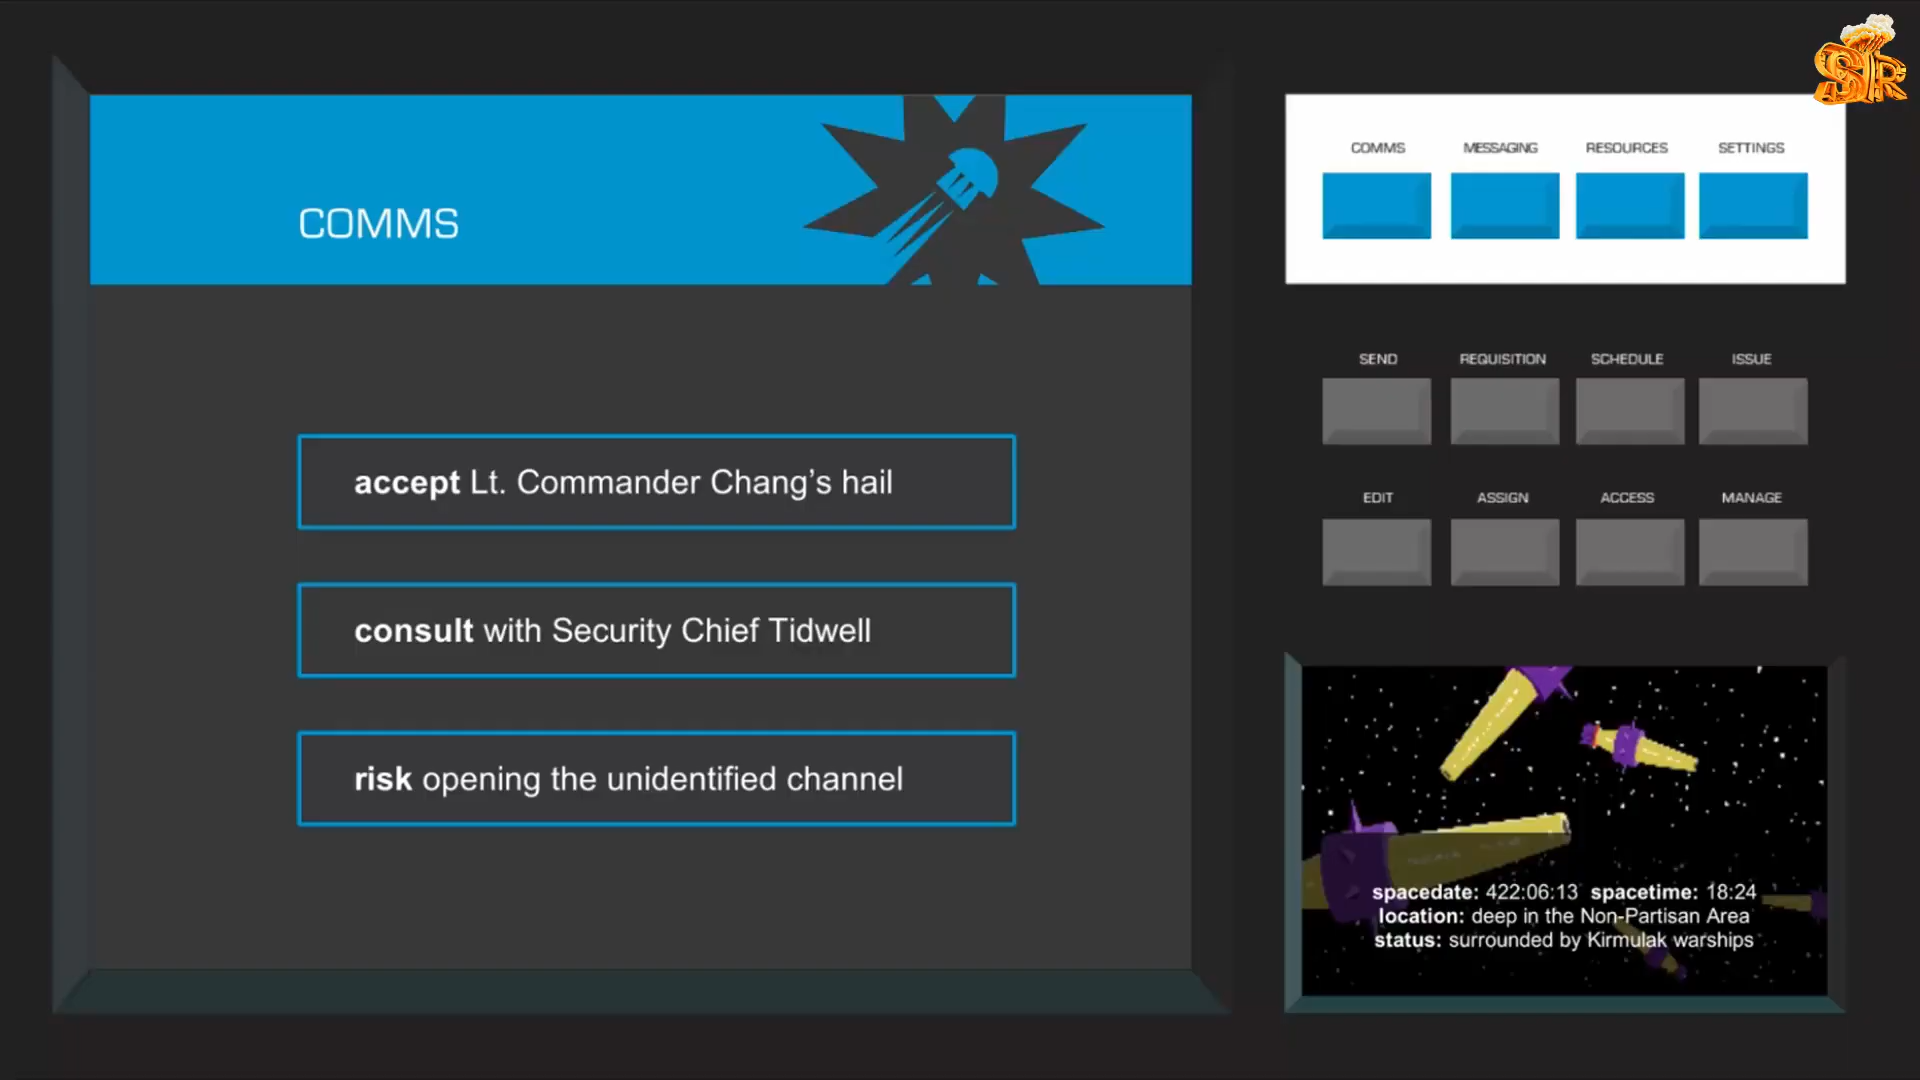 COMMS
accept Lt. Commander Chang’s hail
consult with Security Chief Tidwell
risk opening the unidentified channel
COMMS MESSAGING RESOURCES SETTINGS
SEND REQUISITION SCHEDULE ISSUE
EDIT ASSIGN ACCESS MANAGE
spacedate: 422:06:13 spacetime: 18:24
location: deep in the Non-Partisan Area
status: surrounded by Kirmulak warships